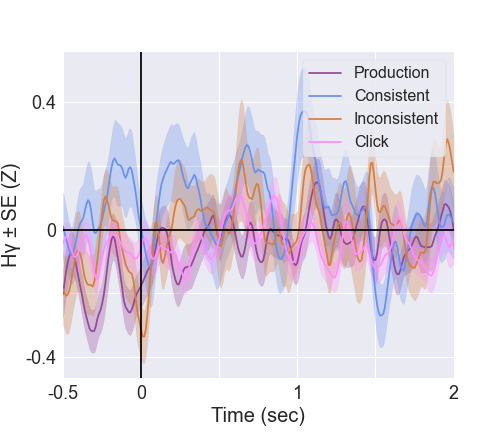 Production
Consistent
Inconsistent
Click
Hγ ± SE (Z)
0.4
0
-0.4
-0.5
0
1
2
Time (sec)